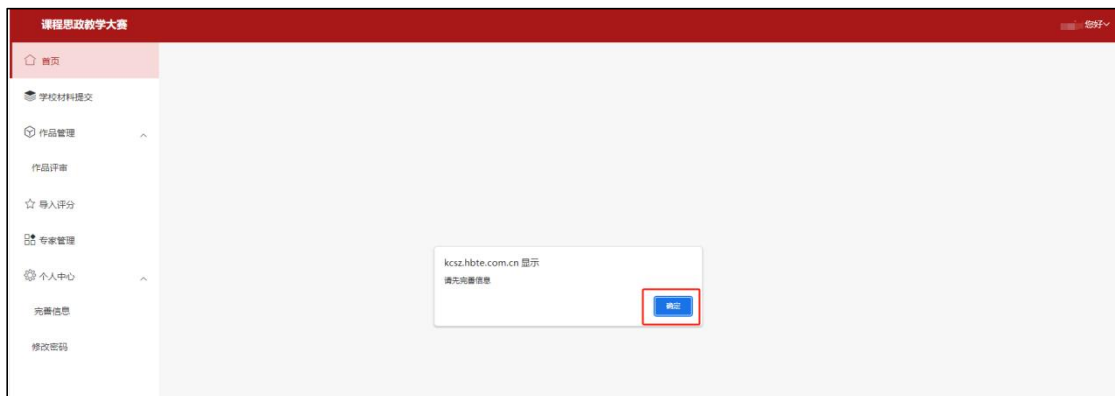 课程思政教学大赛
您好
首页
学校材料提交
作品管理
作品评审
导入评分
专家管理
个人中心
完善信息
修改密码
kcsz.hbte.com.cn 显示
请先完善信息
确定